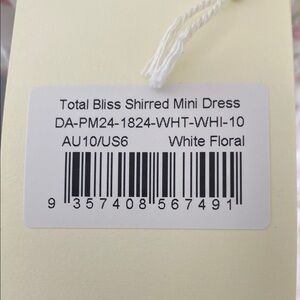 Total Bliss Shirred Mini Dress
DA-PM24-1824-WHT-WHI-10
AU10/US6 White Floral
9 357408 567491